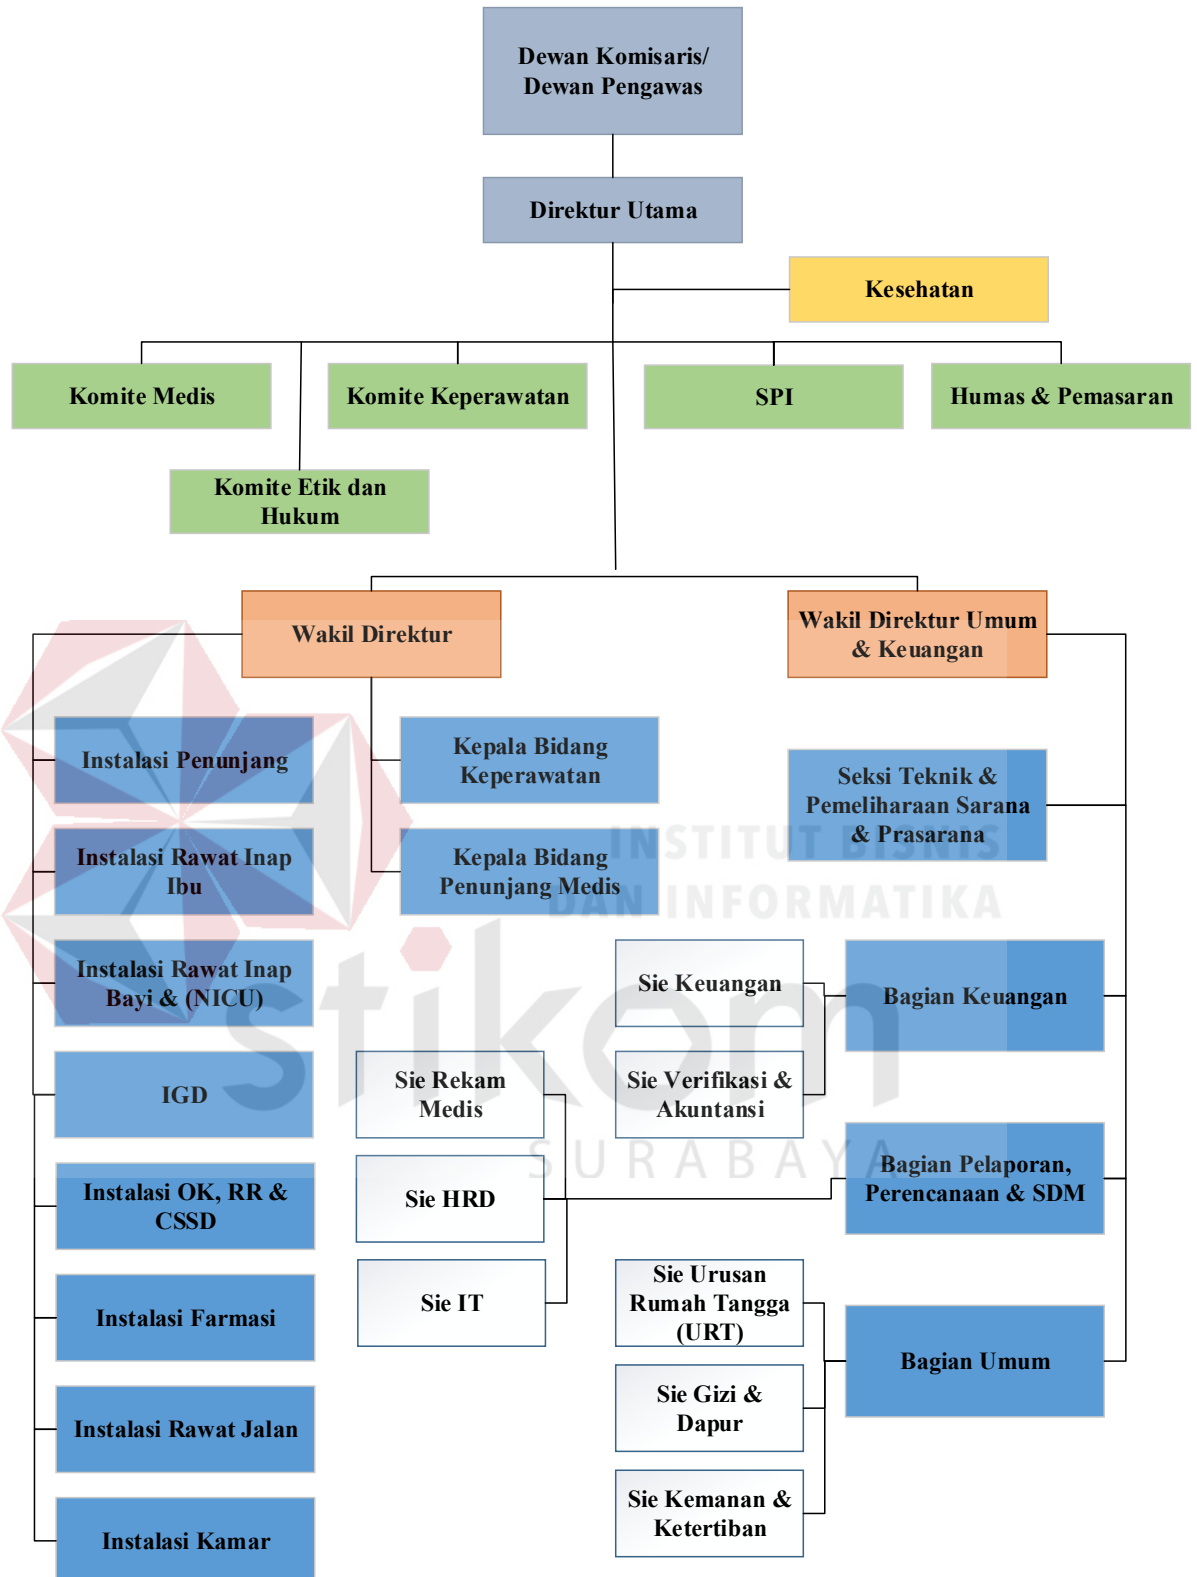 Dewan Komisaris/
Dewan Pengawas
Direktur Utama
Kesehatan
Komite Medis
Komite Keperawatan
SPI
Humas & Pemasaran
Komite Etik dan
Hukum
Wakil Direktur
Wakil Direktur Umum
& Keuangan
Instalasi Penunjang
Kepala Bidang
Keperawatan
Seksi Teknik &
Pemeliharaan Sarana
& Prasarana
Instalasi Rawat Inap
Ibu
Kepala Bidang
Penunjang Medis
INSTITUT BISNIS
DAN INFORMATIKA
stikom
SURABAYA
Instalasi Rawat Inap
Bayi & (NICU)
Sie Keuangan
Bagian Keuangan
IGD
Sie Rekam
Medis
Sie Verifikasi &
Akuntansi
Instalasi OK, RR &
CSSD
Sie HRD
Bagian Pelaporan,
Perencanaan & SDM
Instalasi Farmasi
Sie IT
Sie Urusan
Rumah Tangga
(URT)
Bagian Umum
Instalasi Rawat Jalan
Sie Gizi &
Dapur
Instalasi Kamar
Sie Kemanan &
Ketertiban